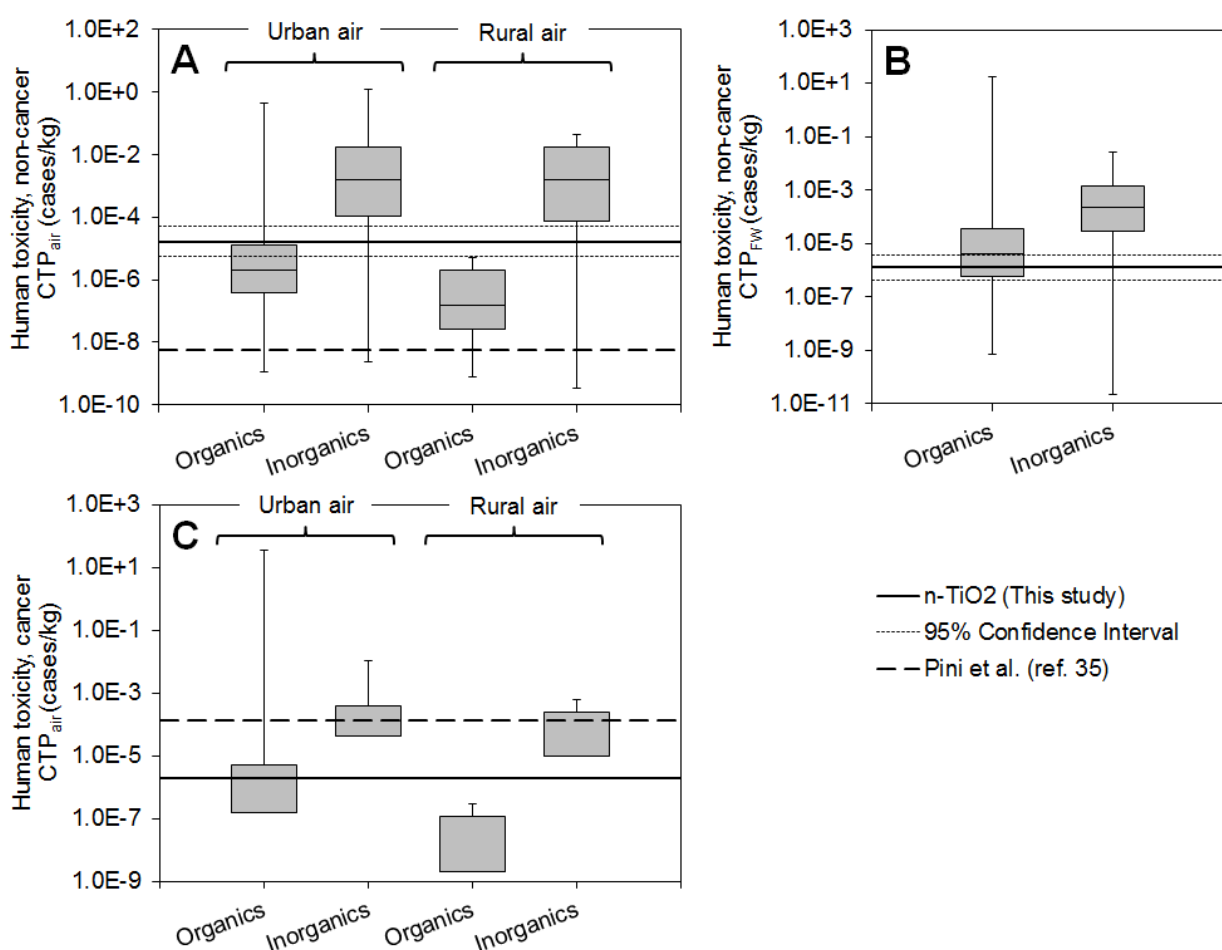 A
Urban air
Rural air
Human toxicity, non-cancer
CTPair (cases/kg)
1.0E+2
1.0E+0
1.0E-2
1.0E-4
1.0E-6
1.0E-8
1.0E-10
Organics
Inorganics
Organics
Inorganics
B
Human toxicity, non-cancer
CTPFW (cases/kg)
1.0E+3
1.0E+1
1.0E-1
1.0E-3
1.0E-5
1.0E-7
1.0E-9
1.0E-11
Organics
Inorganics
C
Urban air
Rural air
Human toxicity, cancer
CTPair (cases/kg)
1.0E+3
1.0E+1
1.0E-1
1.0E-3
1.0E-5
1.0E-7
1.0E-9
Organics
Inorganics
Organics
Inorganics
n-TiO2 (This study)
95% Confidence Interval
Pini et al. (ref. 35)